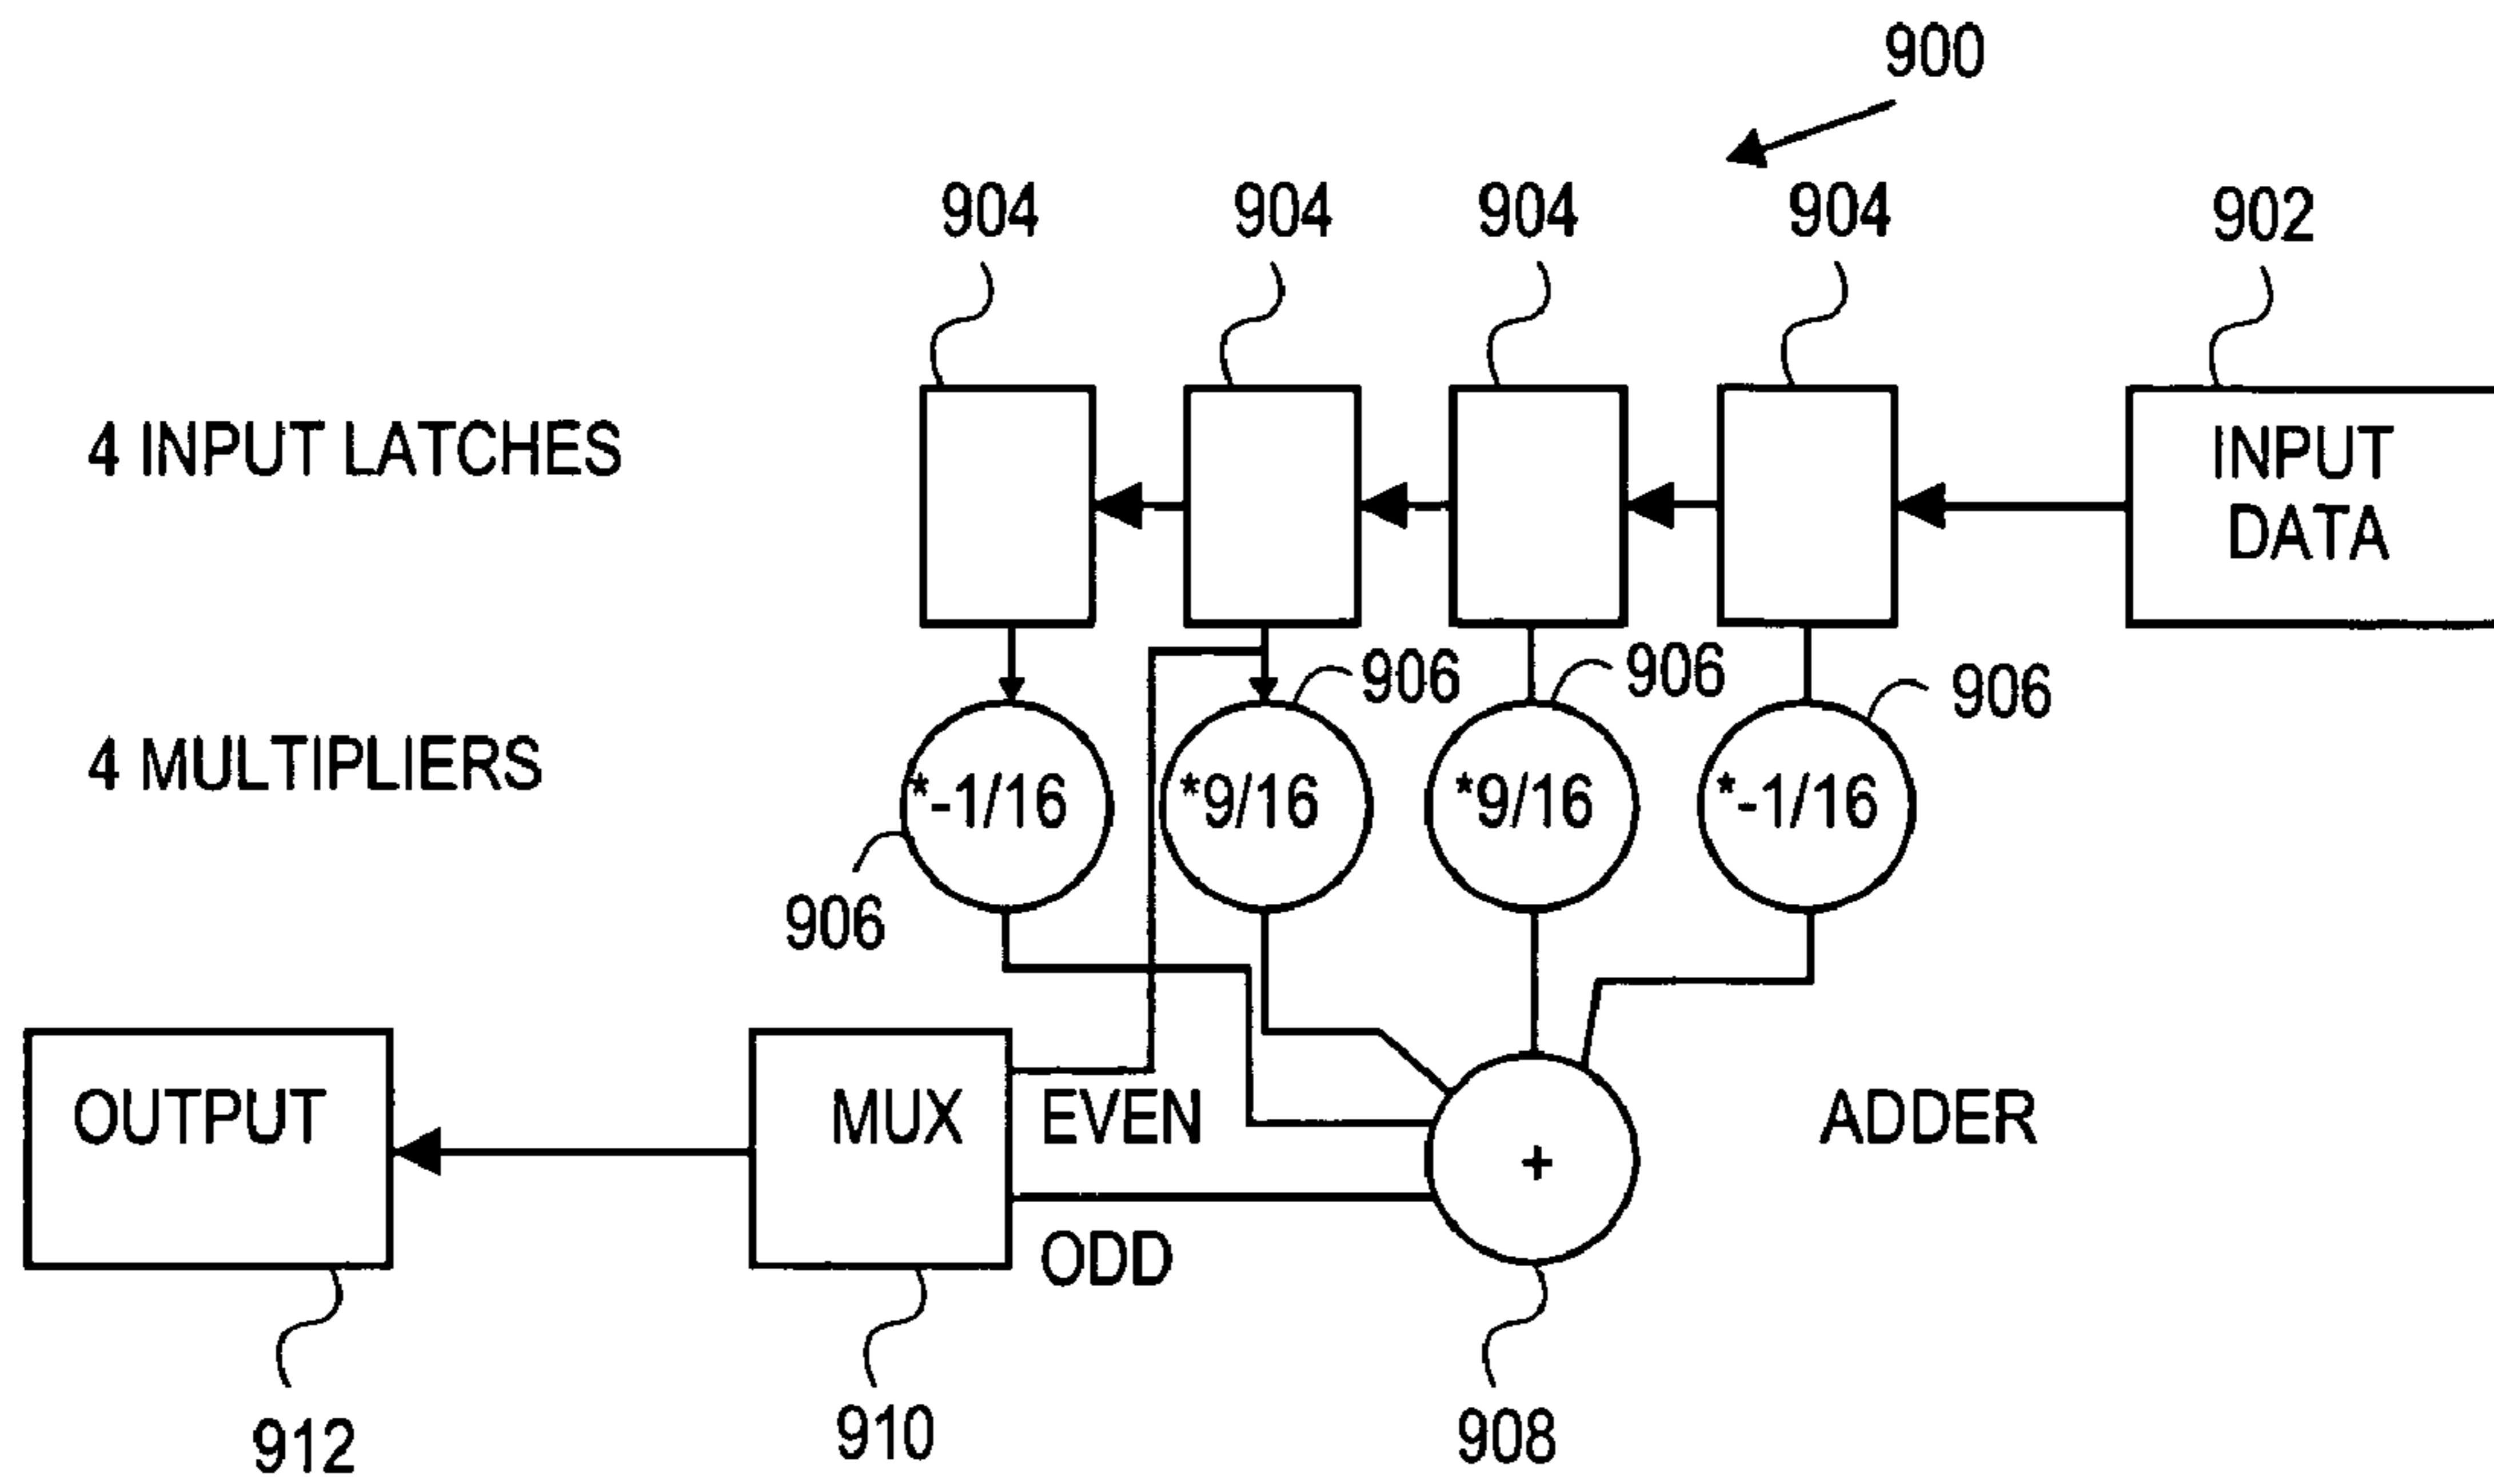 900
904
904
904
904
902
4 INPUT LATCHES
INPUT
DATA
906
906
906
4 MULTIPLIERS
*-1/16
*9/16
*9/16
*-1/16
906
OUTPUT
MUX
EVEN
+
ADDER
ODD
912
910
908